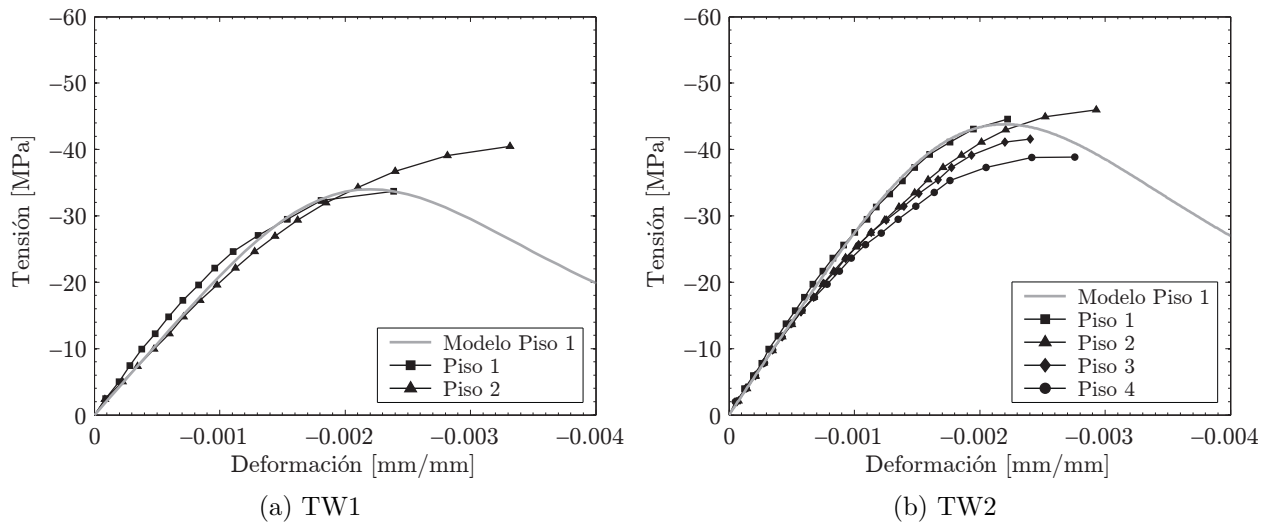 −60
−50
−40
−30
−20
−10
0
Tensión [MPa]
0
−0.001
−0.002
−0.003
−0.004
Deformación [mm/mm]
Modelo Piso 1
Piso 1
Piso 2
(a) TW1
−60
−50
−40
−30
−20
−10
0
Tensión [MPa]
0
−0.001
−0.002
−0.003
−0.004
Deformación [mm/mm]
Modelo Piso 1
Piso 1
Piso 2
Piso 3
Piso 4
(b) TW2